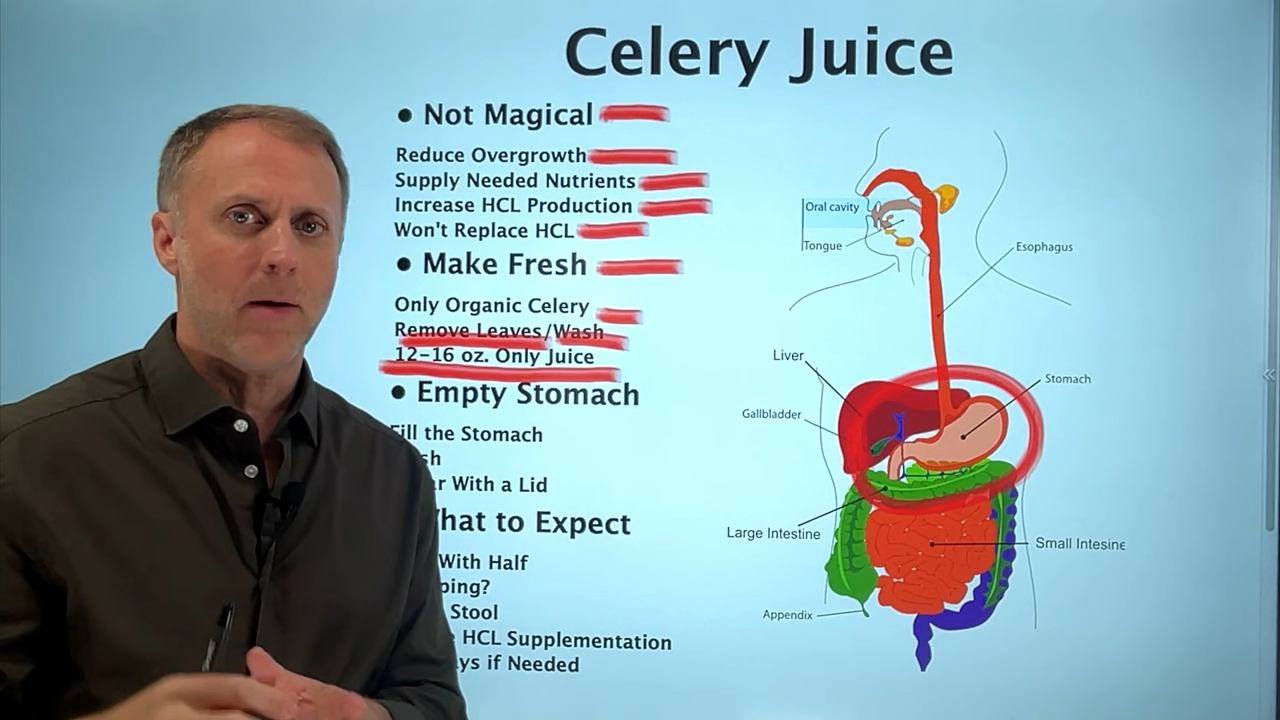 Celery Juice
• Not Magical
Reduce Overgrowth
Supply Needed Nutrients
Increase HCL Production
Won't Replace HCL
• Make Fresh
Only Organic Celery
Remove Leaves/Wash
12-16 oz. Only Juice
• Empty Stomach
Fill the Stomach
With a Lid
to Expect
With Half
Stool
HCL Supplementation
if Needed
Oral cavity
Tongue
Esophagus
Liver
Stomach
Gallbladder
Large Intestine
Small Intesine
Appendix